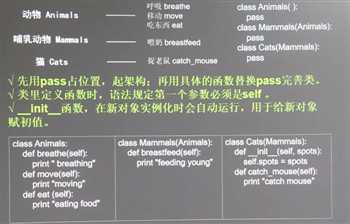 动物 Animals
呼吸 breathe
移动 move
吃东西 eat
class Animals( ):
pass
class Mammals(Animals):
pass
哺乳动物 Mammals
喂奶 breastfeed
class Cats(Mammals):
pass
猫 Cats
捉老鼠 catch_mouse
√ 先用pass占位置，起架构；再用具体的函数替换pass完善类。
√ 类里定义函数时，语法规定第一个参数必须是self 。
√ __init__函数，在新对象实例化时会自动运行，用于给新对象
赋初值。
class Animals:
def breathe(self):
print " breathing"
def move(self):
print "moving"
def eat (self):
print "eating food"
class Mammals(Animals):
def breastfeed(self):
print "feeding young"
class Cats(Mammals):
def __init__(self, spots):
self.spots = spots
def catch_mouse(self):
print "catch mouse"